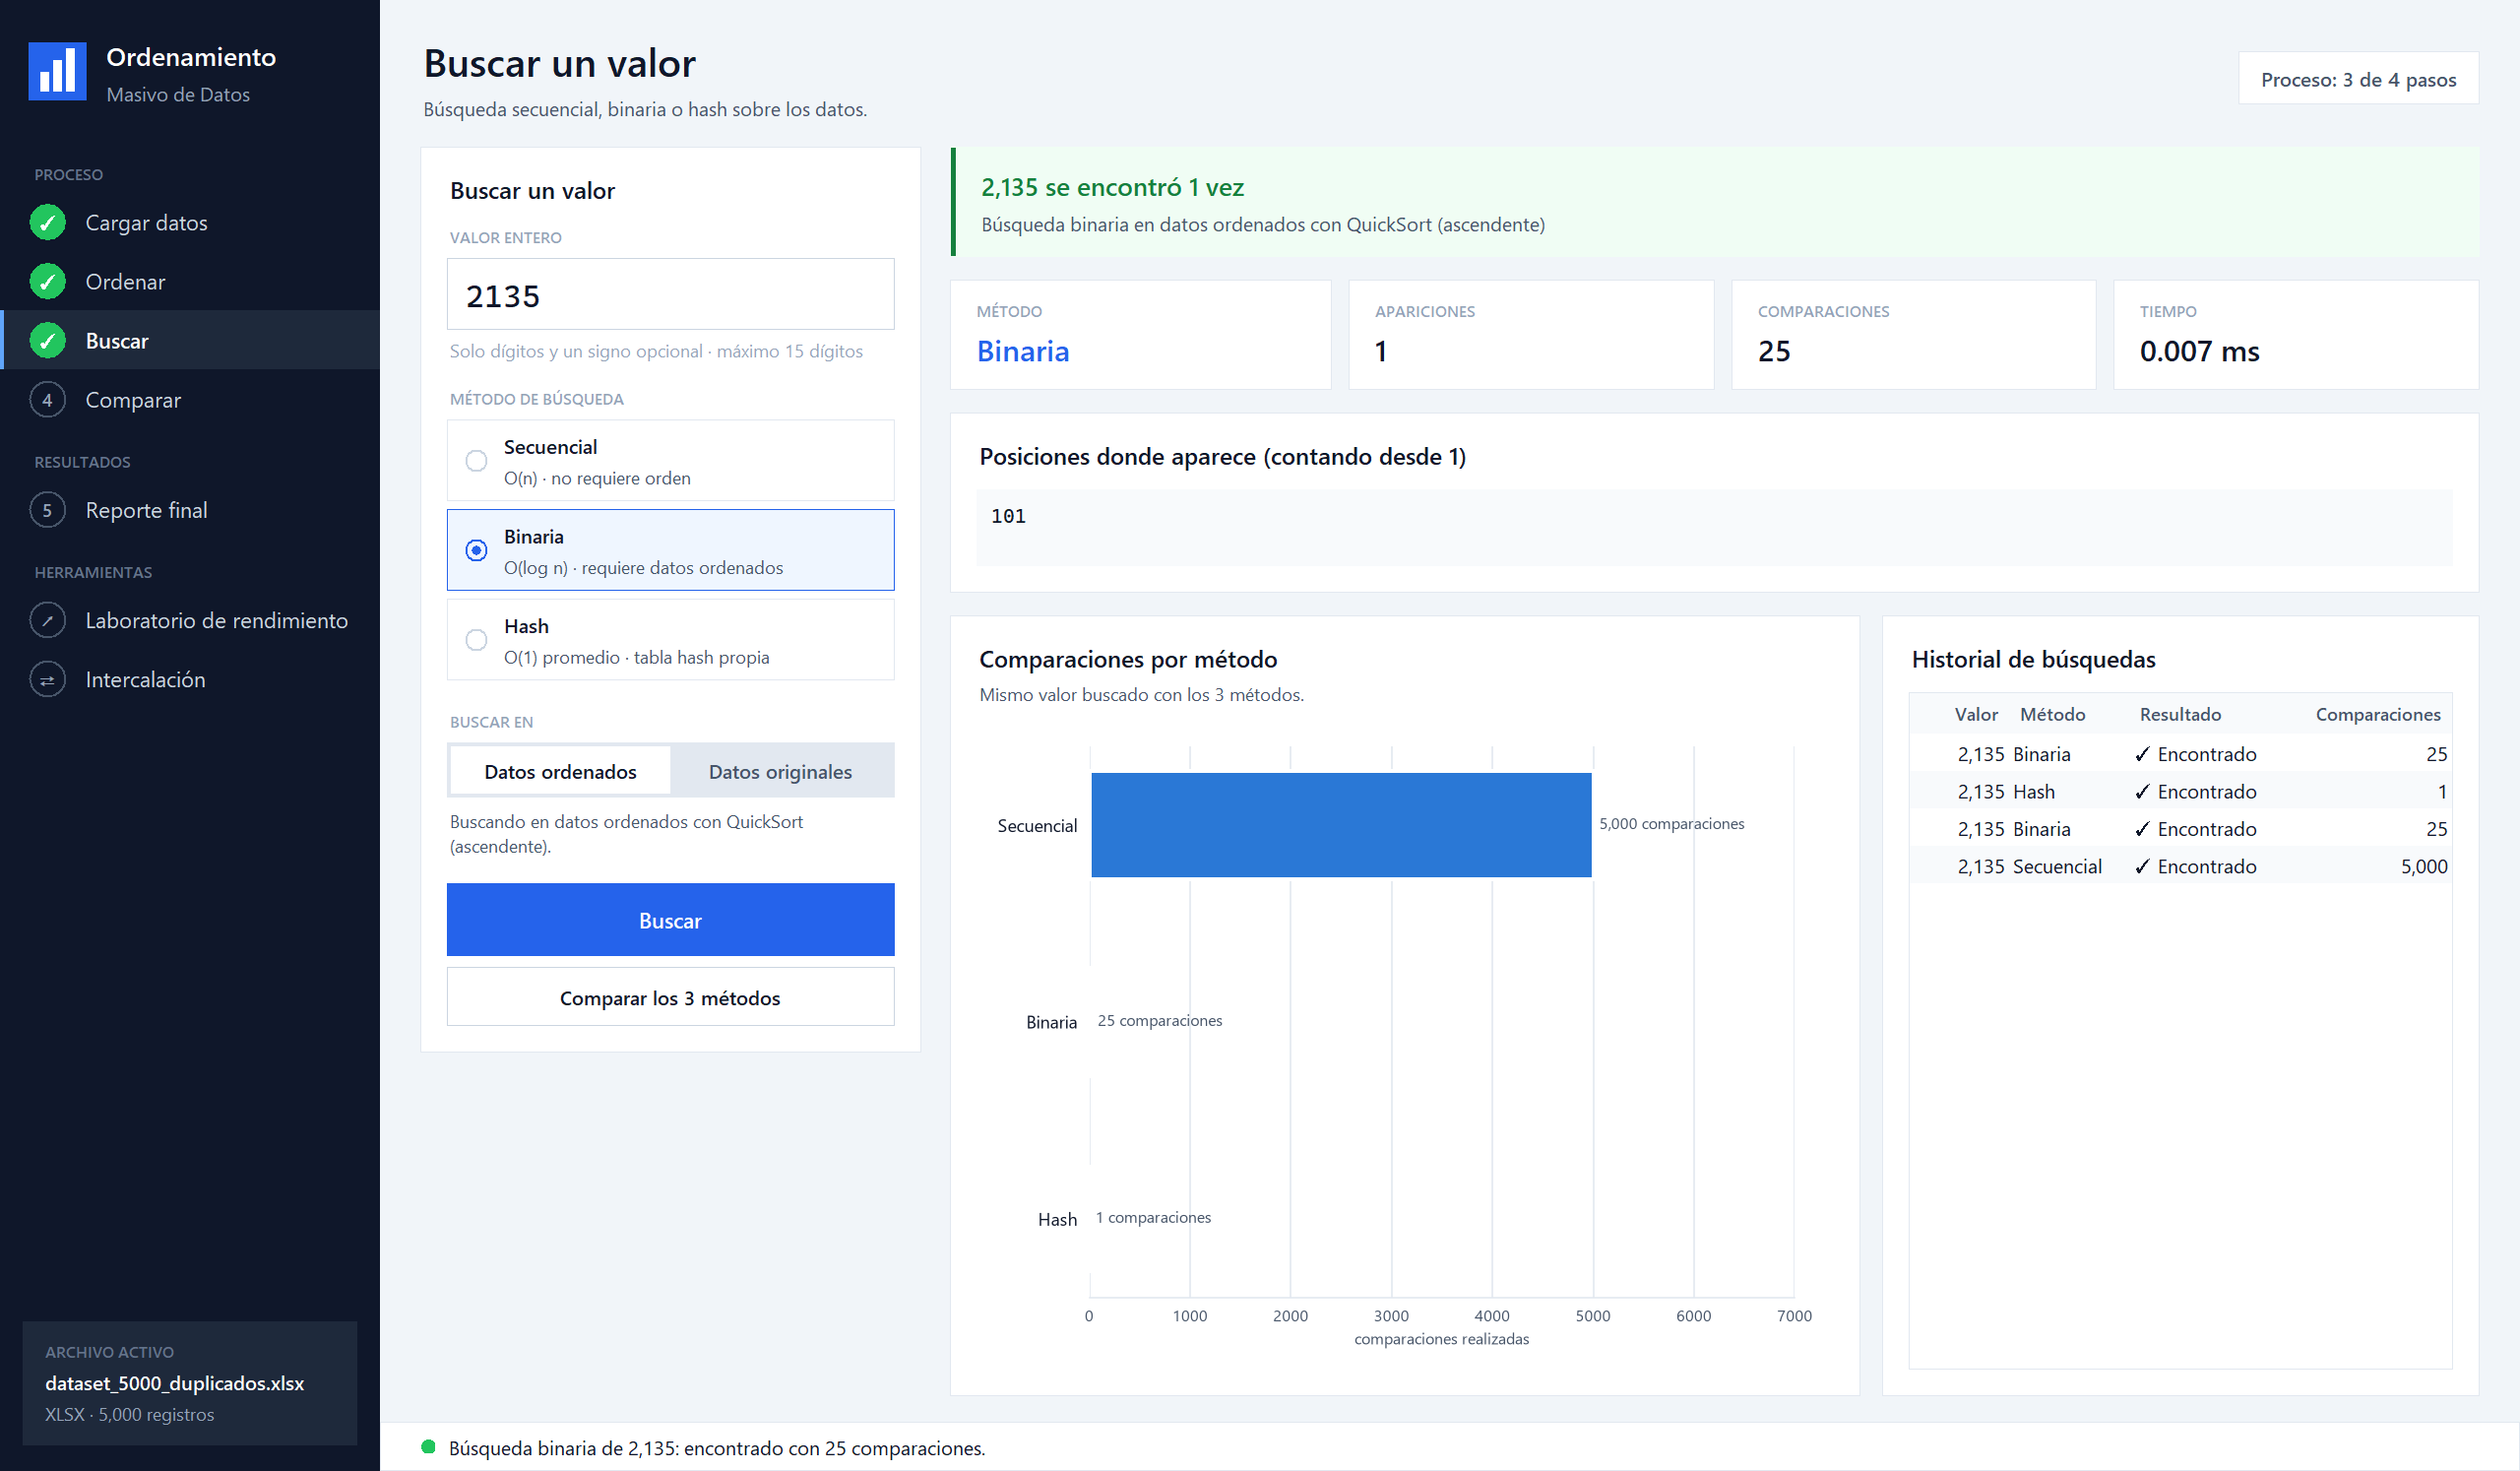 Ordenamiento
Masivo de Datos
PROCESO
Cargar datos
Ordenar
Buscar
4 Comparar
RESULTADOS
5 Reporte final
HERRAMIENTAS
Laboratorio de rendimiento
Intercalación
ARCHIVO ACTIVO
dataset_5000_duplicados.xlsx
XLSX · 5,000 registros
Buscar un valor
Búsqueda secuencial, binaria o hash sobre los datos.
Proceso: 3 de 4 pasos
Buscar un valor
VALOR ENTERO
2135
Solo dígitos y un signo opcional · máximo 15 dígitos
MÉTODO DE BÚSQUEDA
Secuencial
O(n) · no requiere orden
Binaria
O(log n) · requiere datos ordenados
Hash
O(1) promedio · tabla hash propia
BUSCAR EN
Datos ordenados Datos originales
Buscando en datos ordenados con QuickSort
(ascendente).
Buscar
Comparar los 3 métodos
2,135 se encontró 1 vez
Búsqueda binaria en datos ordenados con QuickSort (ascendente)
MÉTODO
Binaria
APARICIONES
1
COMPARACIONES
25
TIEMPO
0.007 ms
Posiciones donde aparece (contando desde 1)
101
Comparaciones por método
Mismo valor buscado con los 3 métodos.
Secuencial 5,000 comparaciones
Binaria 25 comparaciones
Hash 1 comparaciones
0 1000 2000 3000 4000 5000 6000 7000
comparaciones realizadas
Historial de búsquedas
Valor Método Resultado Comparaciones
2,135 Binaria ✓ Encontrado 25
2,135 Hash ✓ Encontrado 1
2,135 Binaria ✓ Encontrado 25
2,135 Secuencial ✓ Encontrado 5,000
Búsqueda binaria de 2,135: encontrado con 25 comparaciones.